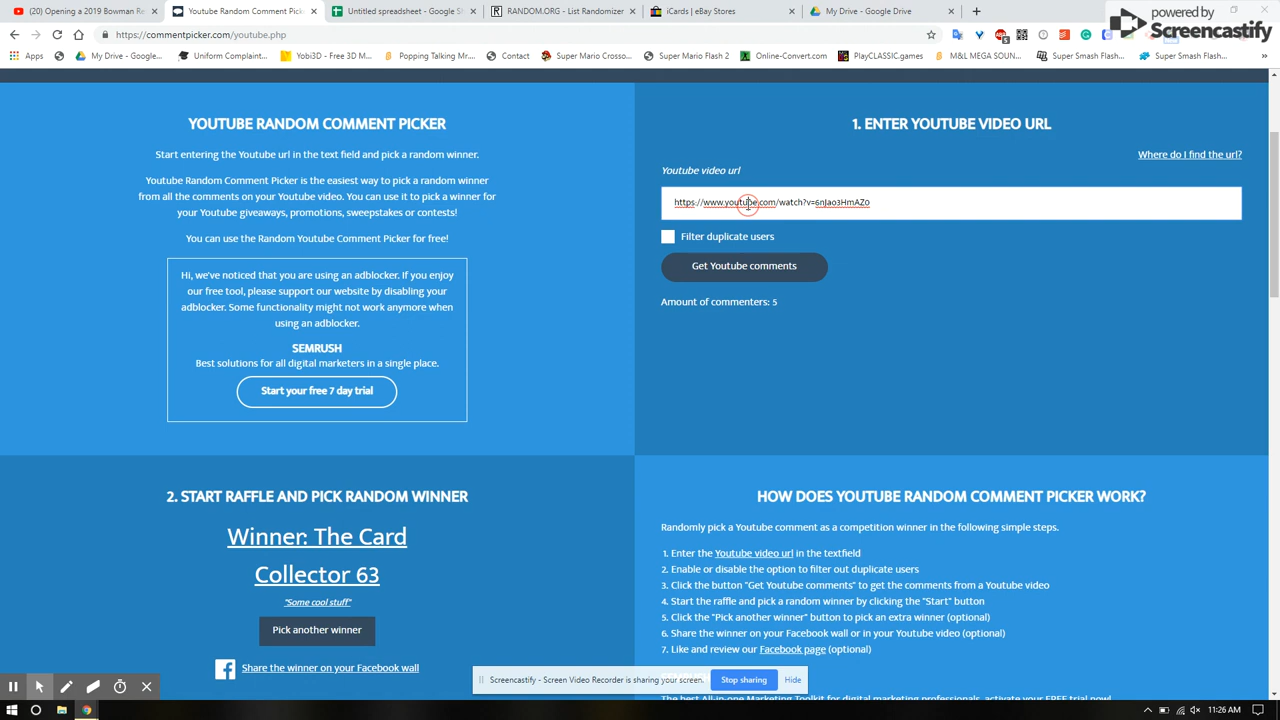 (20) Opening a 2019 Bowman Re
Youtube Random Comment Picke
Untitled spreadsheet - Google Sh
RANDOM.ORG - List Randomizer
iCards | eBay Stores
My Drive - Google Drive
powered by
Screencastify
https://commentpicker.com/youtube.php
Apps
My Drive - Google...
Uniform Complaint...
Yobi3D - Free 3D M...
Popping Talking Mr....
Contact
Super Mario Crosso...
Super Mario Flash 2
Online-Convert.com
PlayCLASSIC.games
M&L MEGA SOUN...
Super Smash Flash...
Super Smash Flash...
YOUTUBE RANDOM COMMENT PICKER
Start entering the Youtube url in the text field and pick a random winner.
Youtube Random Comment Picker is the easiest way to pick a random winner
from all the comments on your Youtube video. You can use it to pick a winner for
your Youtube giveaways, promotions, sweepstakes or contests!
You can use the Random Youtube Comment Picker for free!
Hi, we've noticed that you are using an adblocker. If you enjoy
our free tool, please support our website by disabling your
adblocker. Some functionality might not work anymore when
using an adblocker.
SEMRUSH
Best solutions for all digital marketers in a single place.
Start your free 7 day trial
1. ENTER YOUTUBE VIDEO URL
Where do I find the url?
Youtube video url
https://www.youtube.com/watch?v=6nJao3HmAZ0
Filter duplicate users
Get Youtube comments
Amount of commenters: 5
2. START RAFFLE AND PICK RANDOM WINNER
Winner: The Card
Collector 63
"Some cool stuff"
Pick another winner
Share the winner on your Facebook wall
HOW DOES YOUTUBE RANDOM COMMENT PICKER WORK?
Randomly pick a Youtube comment as a competition winner in the following simple steps.
1. Enter the Youtube video url in the textfield
2. Enable or disable the option to filter out duplicate users
3. Click the button "Get Youtube comments" to get the comments from a Youtube video
4. Start the raffle and pick a random winner by clicking the "Start" button
5. Click the "Pick another winner" button to pick an extra winner (optional)
6. Share the winner on your Facebook wall or in your Youtube video (optional)
7. Like and review our Facebook page (optional)
The best All-in-one Marketing Toolkit for digital marketing professionals, activate your FREE trial now!
Screencastify - Screen Video Recorder is sharing your screen.
Stop sharing
Hide
11:26 AM